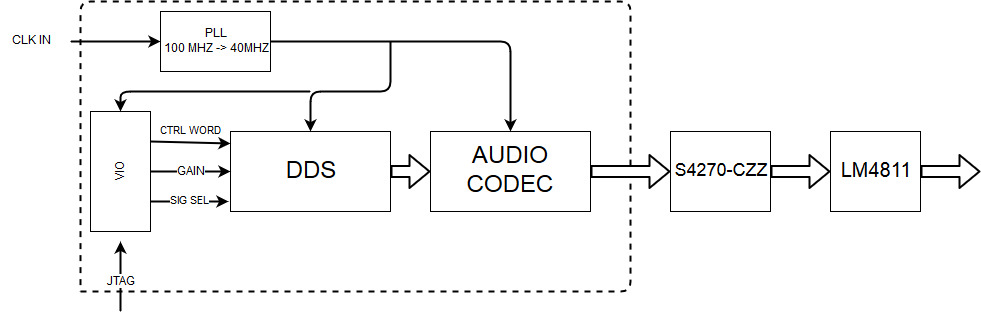 CLK IN
PLL
100 MHZ -> 40MHZ
CTRL WORD
GAIN
SIG SEL
VIO
DDS
AUDIO
CODEC
S4270-CZZ
LM4811
JTAG